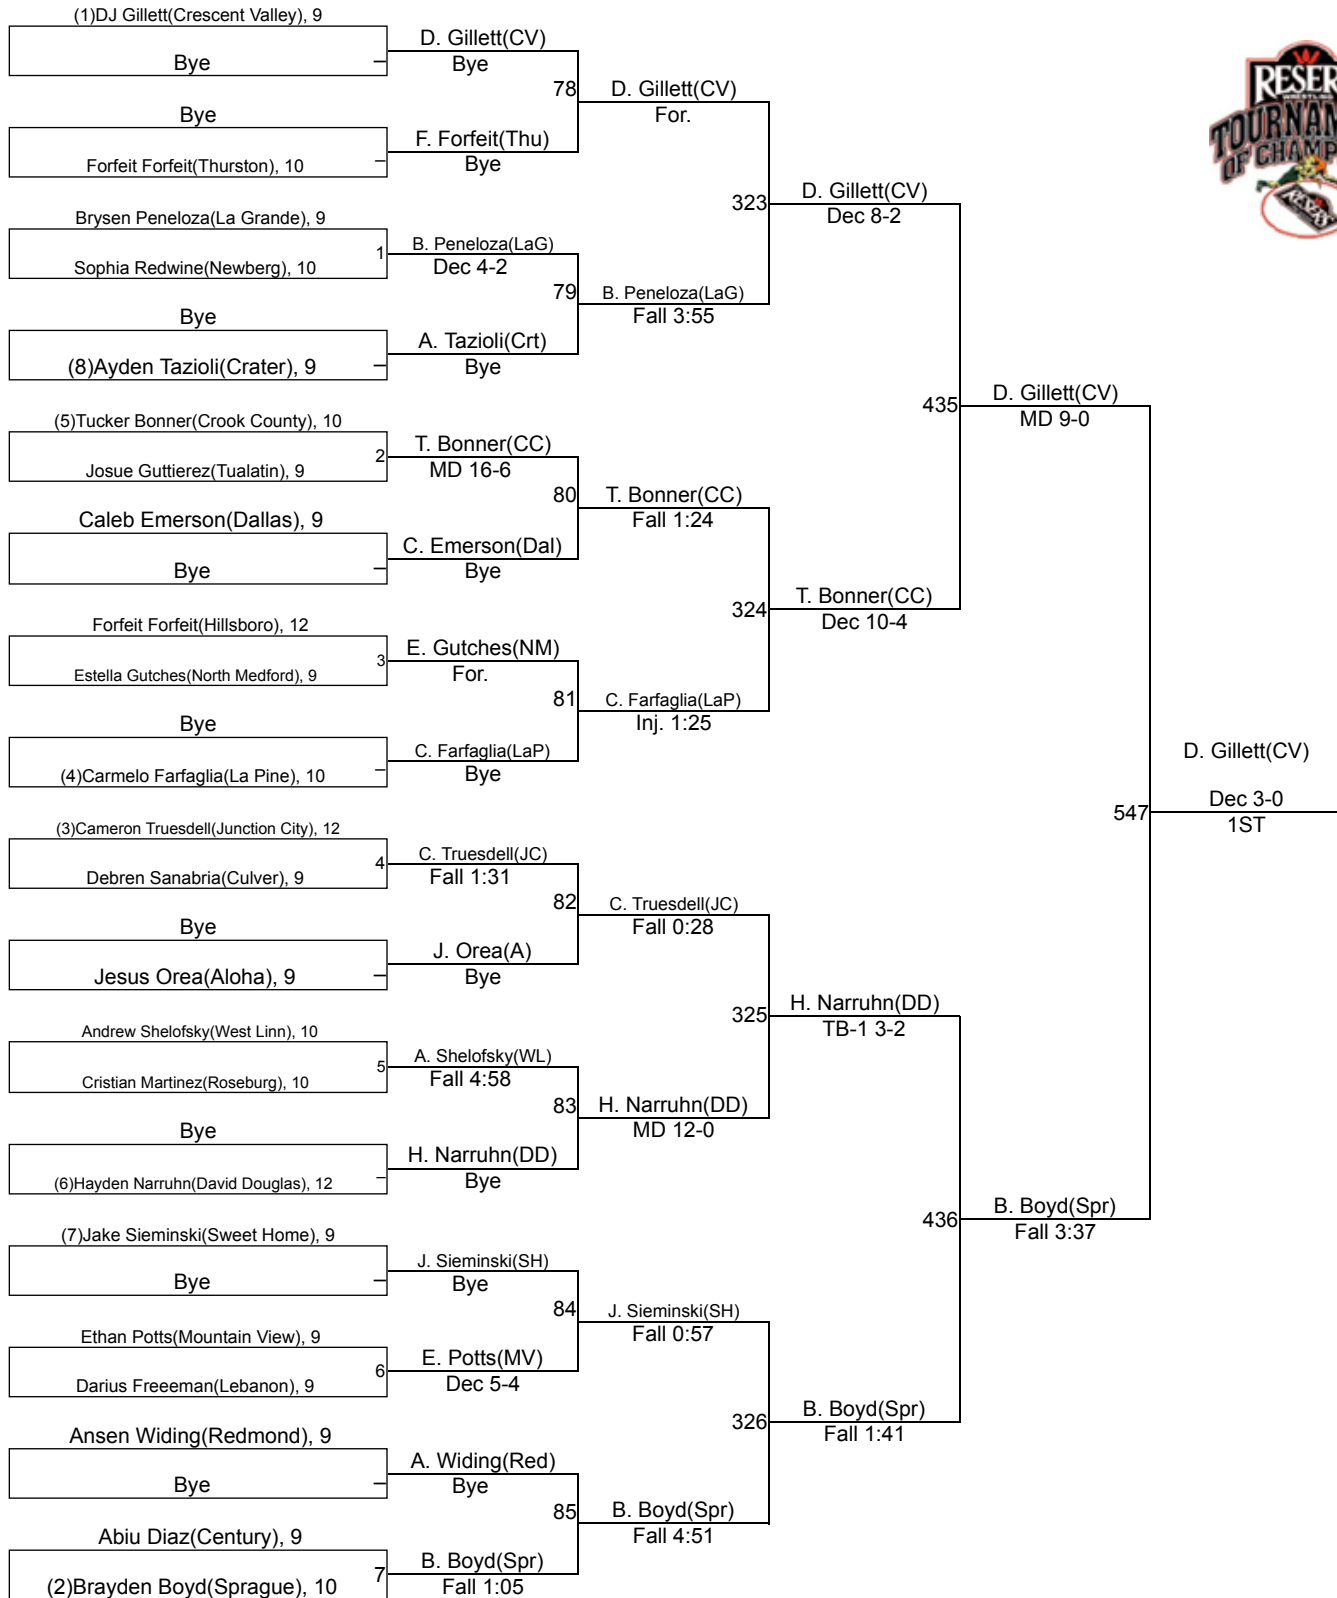 (1)DJ Gillett(Crescent Valley), 9
Bye
–
D. Gillett(CV)
Bye
Bye
Forfeit Forfeit(Thurston), 10
–
F. Forfeit(Thu)
Bye
78
D. Gillett(CV)
For.
Brysen Peneloza(La Grande), 9
Sophia Redwine(Newberg), 10
1
B. Peneloza(LaG)
Dec 4-2
Bye
(8)Ayden Tazioli(Crater), 9
–
A. Tazioli(Crt)
Bye
79
B. Peneloza(LaG)
Fall 3:55
323
D. Gillett(CV)
Dec 8-2
(5)Tucker Bonner(Crook County), 10
Josue Guttierez(Tualatin), 9
2
T. Bonner(CC)
MD 16-6
Caleb Emerson(Dallas), 9
Bye
–
C. Emerson(Dal)
Bye
80
T. Bonner(CC)
Fall 1:24
Forfeit Forfeit(Hillsboro), 12
Estella Gutches(North Medford), 9
3
E. Gutches(NM)
For.
Bye
(4)Carmelo Farfaglia(La Pine), 10
–
C. Farfaglia(LaP)
Bye
81
C. Farfaglia(LaP)
Inj. 1:25
324
T. Bonner(CC)
Dec 10-4
435
D. Gillett(CV)
MD 9-0
(3)Cameron Truesdell(Junction City), 12
Debren Sanabria(Culver), 9
4
C. Truesdell(JC)
Fall 1:31
Bye
Jesus Orea(Aloha), 9
–
J. Orea(A)
Bye
82
C. Truesdell(JC)
Fall 0:28
Andrew Shelofsky(West Linn), 10
Cristian Martinez(Roseburg), 10
5
A. Shelofsky(WL)
Fall 4:58
Bye
(6)Hayden Narruhn(David Douglas), 12
–
H. Narruhn(DD)
Bye
83
H. Narruhn(DD)
MD 12-0
325
H. Narruhn(DD)
TB-1 3-2
(7)Jake Sieminski(Sweet Home), 9
Bye
–
J. Sieminski(SH)
Bye
Ethan Potts(Mountain View), 9
Darius Freeeman(Lebanon), 9
6
E. Potts(MV)
Dec 5-4
84
J. Sieminski(SH)
Fall 0:57
Ansen Widing(Redmond), 9
Bye
–
A. Widing(Red)
Bye
Abiu Diaz(Century), 9
(2)Brayden Boyd(Sprague), 10
7
B. Boyd(Spr)
Fall 1:05
85
B. Boyd(Spr)
Fall 4:51
326
B. Boyd(Spr)
Fall 1:41
436
B. Boyd(Spr)
Fall 3:37
547
D. Gillett(CV)
Dec 3-0
1ST
RESER
TOURNAM
OF CHAMP